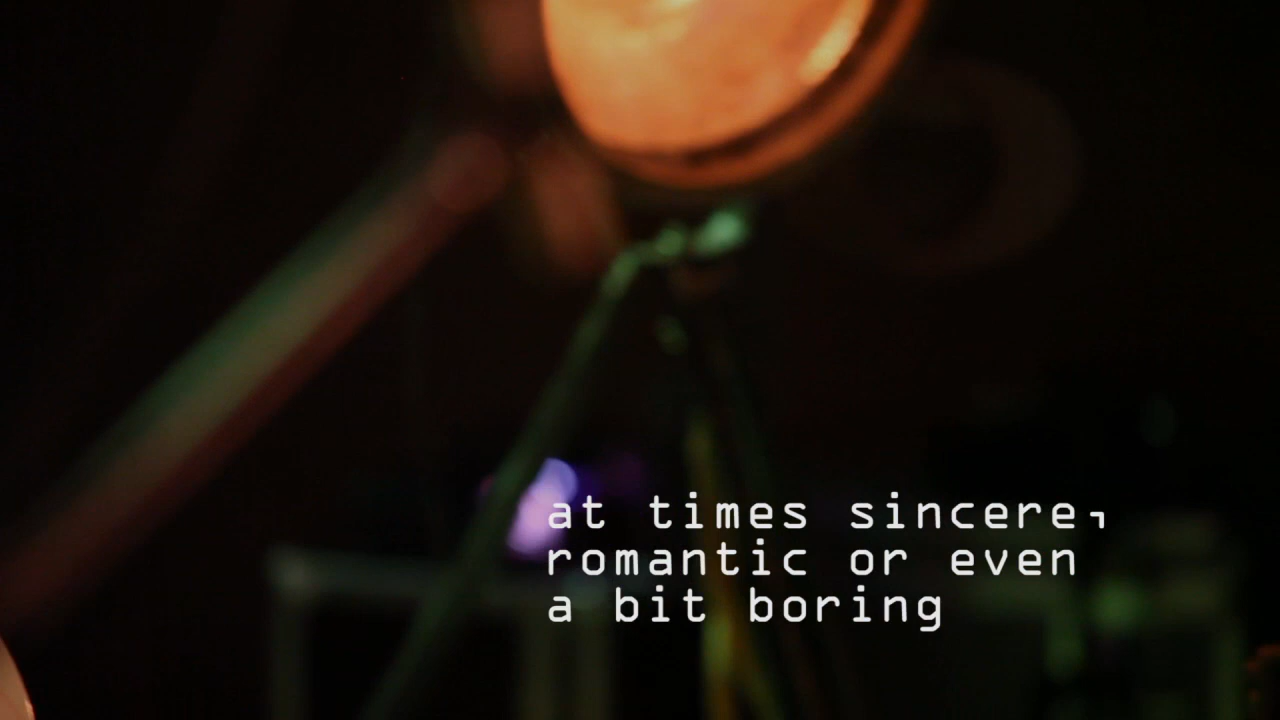 at times sincere,
romantic or even
a bit boring